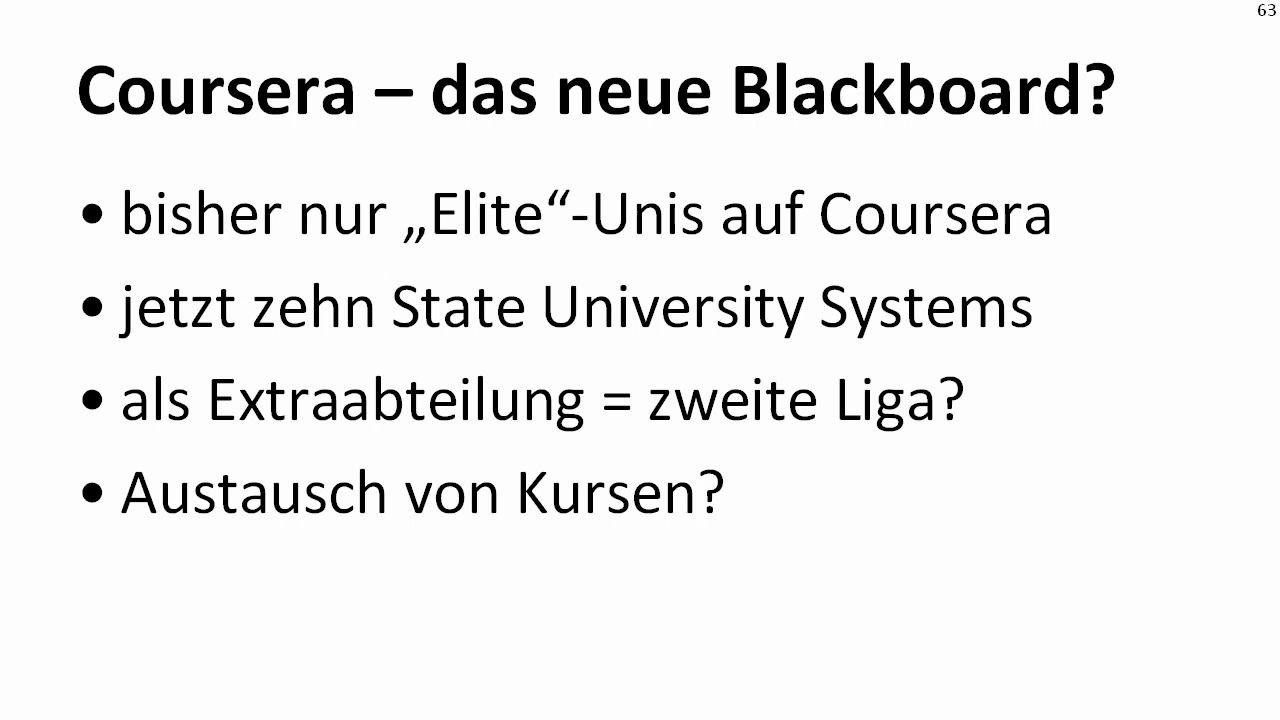 63
Coursera – das neue Blackboard?
• bisher nur „Elite“-Unis auf Coursera
• jetzt zehn State University Systems
• als Extraabteilung = zweite Liga?
• Austausch von Kursen?